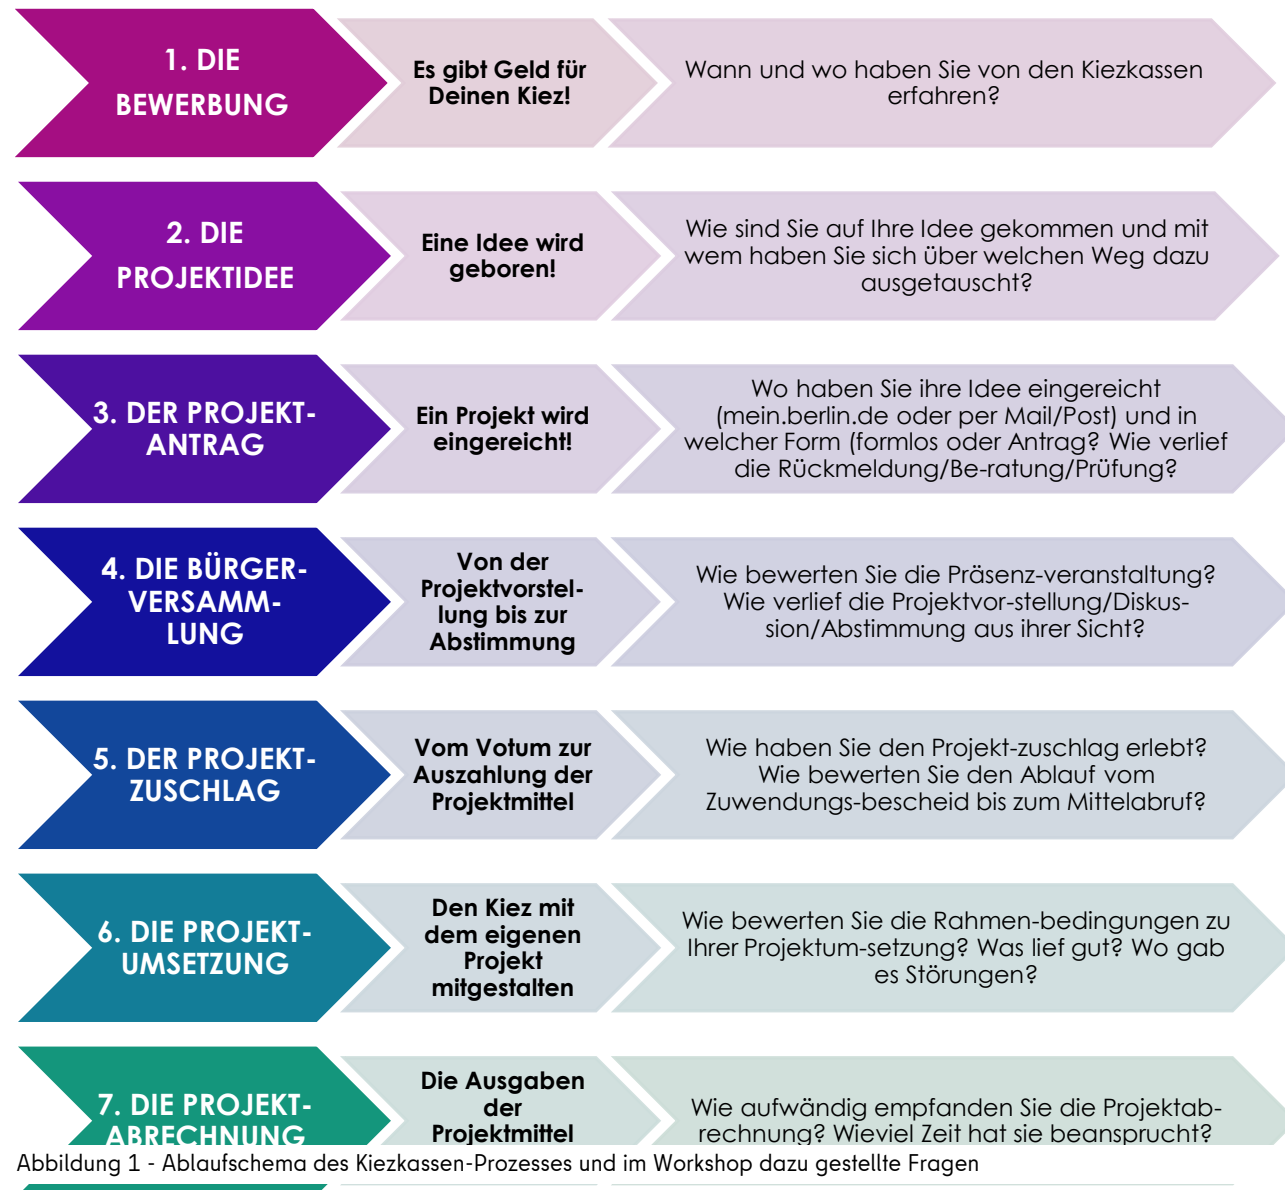 1. DIE
BEWERBUNG
Es gibt Geld für
Deinen Kiez!
Wann und wo haben Sie von den Kiezkassen
erfahren?
2. DIE
PROJEKTIDEE
Eine Idee wird
geboren!
Wie sind Sie auf Ihre Idee gekommen und mit
wem haben Sie sich über welchen Weg dazu
ausgetauscht?
3. DER PROJEKT-
ANTRAG
Ein Projekt wird
eingereicht!
Wo haben Sie ihre Idee eingereicht
(mein.berlin.de oder per Mail/Post) und in
welcher Form (formlos oder Antrag? Wie verlief
die Rückmeldung/Be-ratung/Prüfung?
4. DIE BÜRGER-
VERSAMM-
LUNG
Von der
Projektvorstel-
lung bis zur
Abstimmung
Wie bewerten Sie die Präsenz-veranstaltung?
Wie verlief die Projektvor-stellung/Diskus-
sion/Abstimmung aus ihrer Sicht?
5. DER PROJEKT-
ZUSCHLAG
Vom Votum zur
Auszahlung der
Projektmittel
Wie haben Sie den Projekt-zuschlag erlebt?
Wie bewerten Sie den Ablauf vom
Zuwendungs-bescheid bis zum Mittelabruf?
6. DIE PROJEKT-
UMSETZUNG
Den Kiez mit
dem eigenen
Projekt
mitgestalten
Wie bewerten Sie die Rahmen-bedingungen zu
Ihrer Projektum-setzung? Was lief gut? Wo gab
es Störungen?
7. DIE PROJEKT-
ABRECHNUNG
Die Ausgaben
der
Projektmittel
Wie aufwändig empfanden Sie die Projektab-
rechnung? Wieviel Zeit hat sie beansprucht?
Abbildung 1 - Ablaufschema des Kiezkassen-Prozesses und im Workshop dazu gestellte Fragen